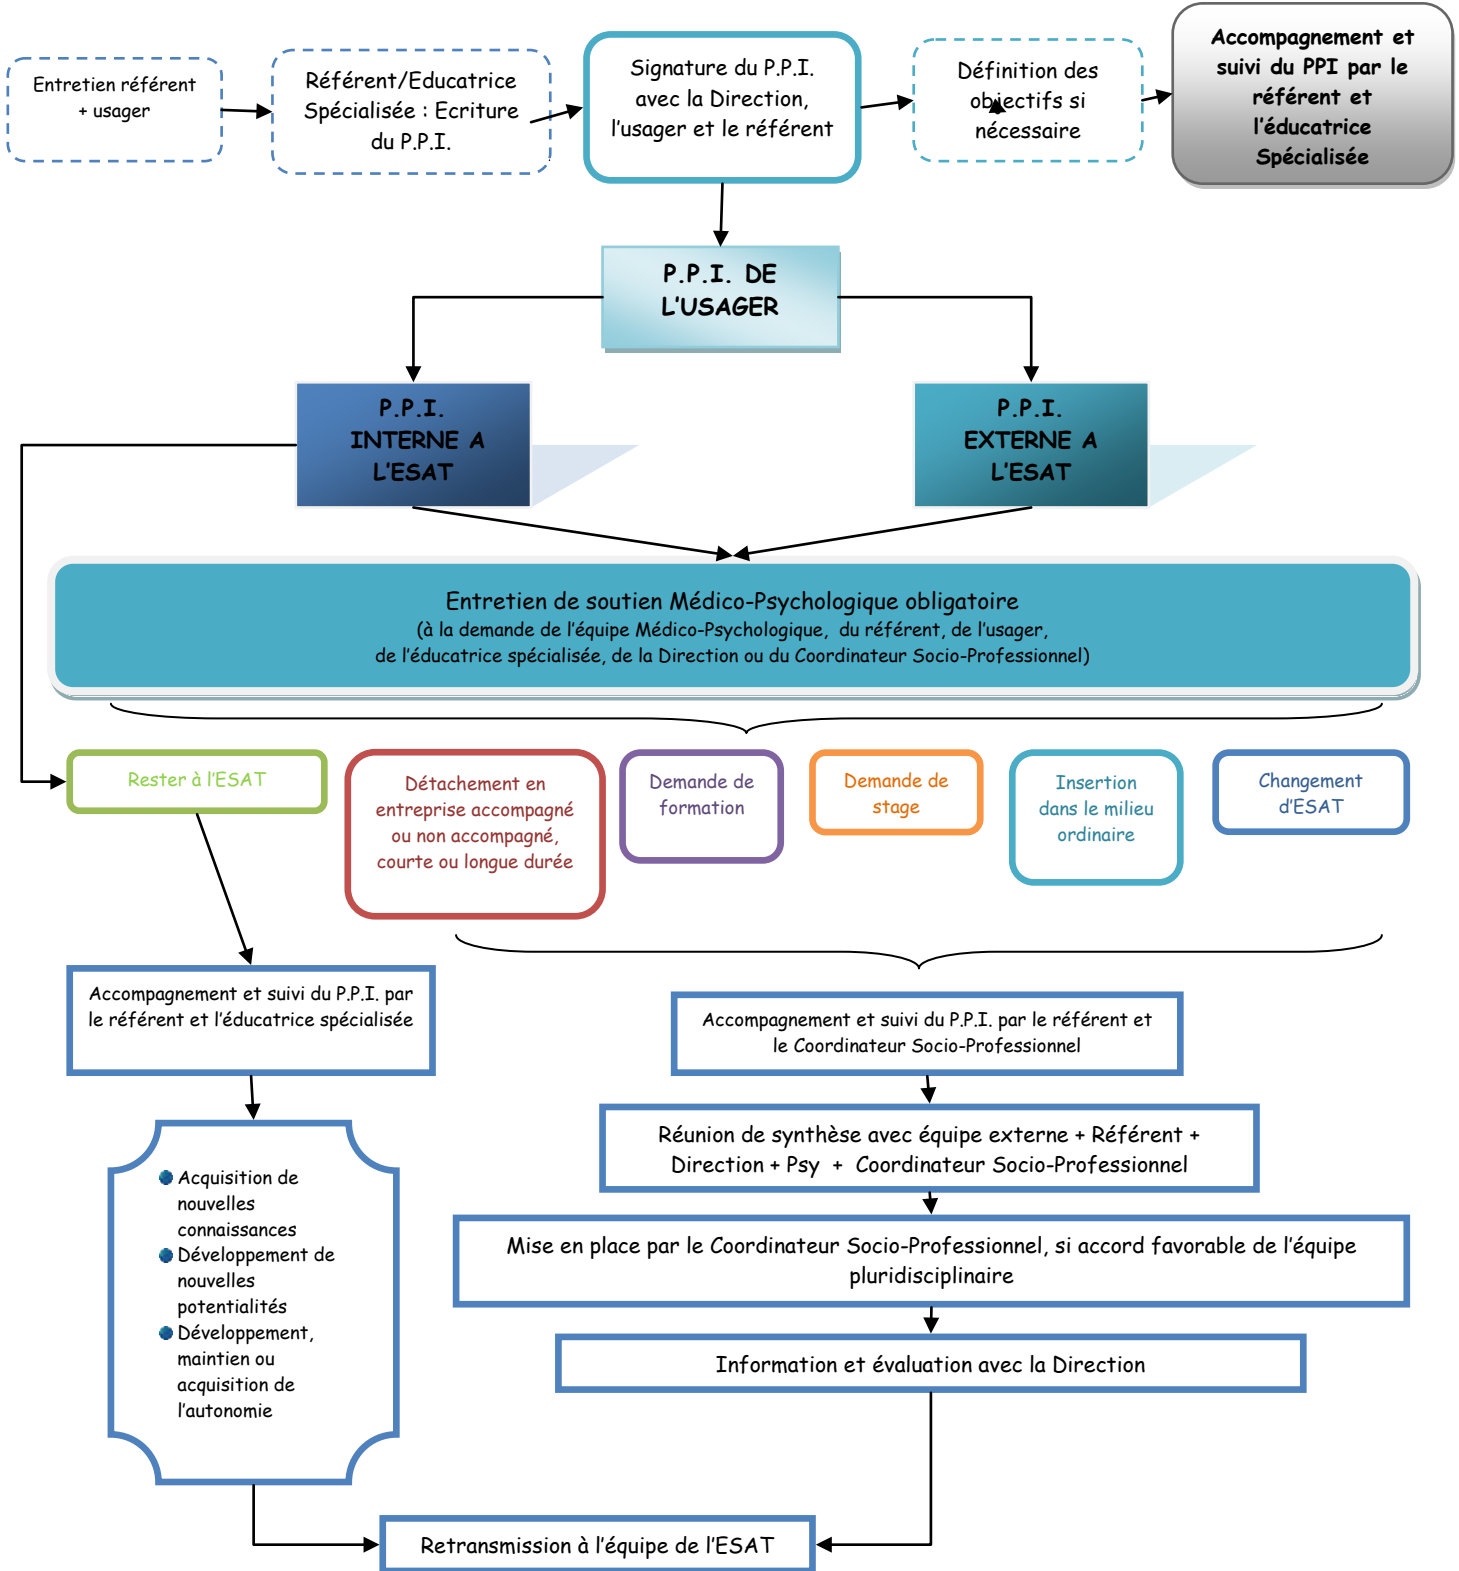 Entretien référent
+ usager
Référent/Educatrice
Spécialisée : Ecriture
du P.P.I.
Signature du P.P.I.
avec la Direction,
l'usager et le référent
Définition des
objectifs si
nécessaire
Accompagnement et
suivi du PPI par le
référent et
l'éducatrice
Spécialisée
P.P.I. DE
L'USAGER
P.P.I.
INTERNE A
L'ESAT
P.P.I.
EXTERNE A
L'ESAT
Entretien de soutien Médico-Psychologique obligatoire
(à la demande de l'équipe Médico-Psychologique, du référent, de l'usager,
de l'éducatrice spécialisée, de la Direction ou du Coordinateur Socio-Professionnel)
Rester à l'ESAT
Détachement en
entreprise accompagné
ou non accompagné,
courte ou longue durée
Demande de
formation
Demande de
stage
Insertion
dans le milieu
ordinaire
Changement
d'ESAT
Accompagnement et suivi du P.P.I. par
le référent et l'éducatrice spécialisée
Accompagnement et suivi du P.P.I. par le référent et
le Coordinateur Socio-Professionnel
Réunion de synthèse avec équipe externe + Référent +
Direction + Psy + Coordinateur Socio-Professionnel
Acquisition de
nouvelles
connaissances
Développement de
nouvelles
potentialités
Développement,
maintien ou
acquisition de
l'autonomie
Mise en place par le Coordinateur Socio-Professionnel, si accord favorable de l'équipe
pluridisciplinaire
Information et évaluation avec la Direction
Retransmission à l'équipe de l'ESAT